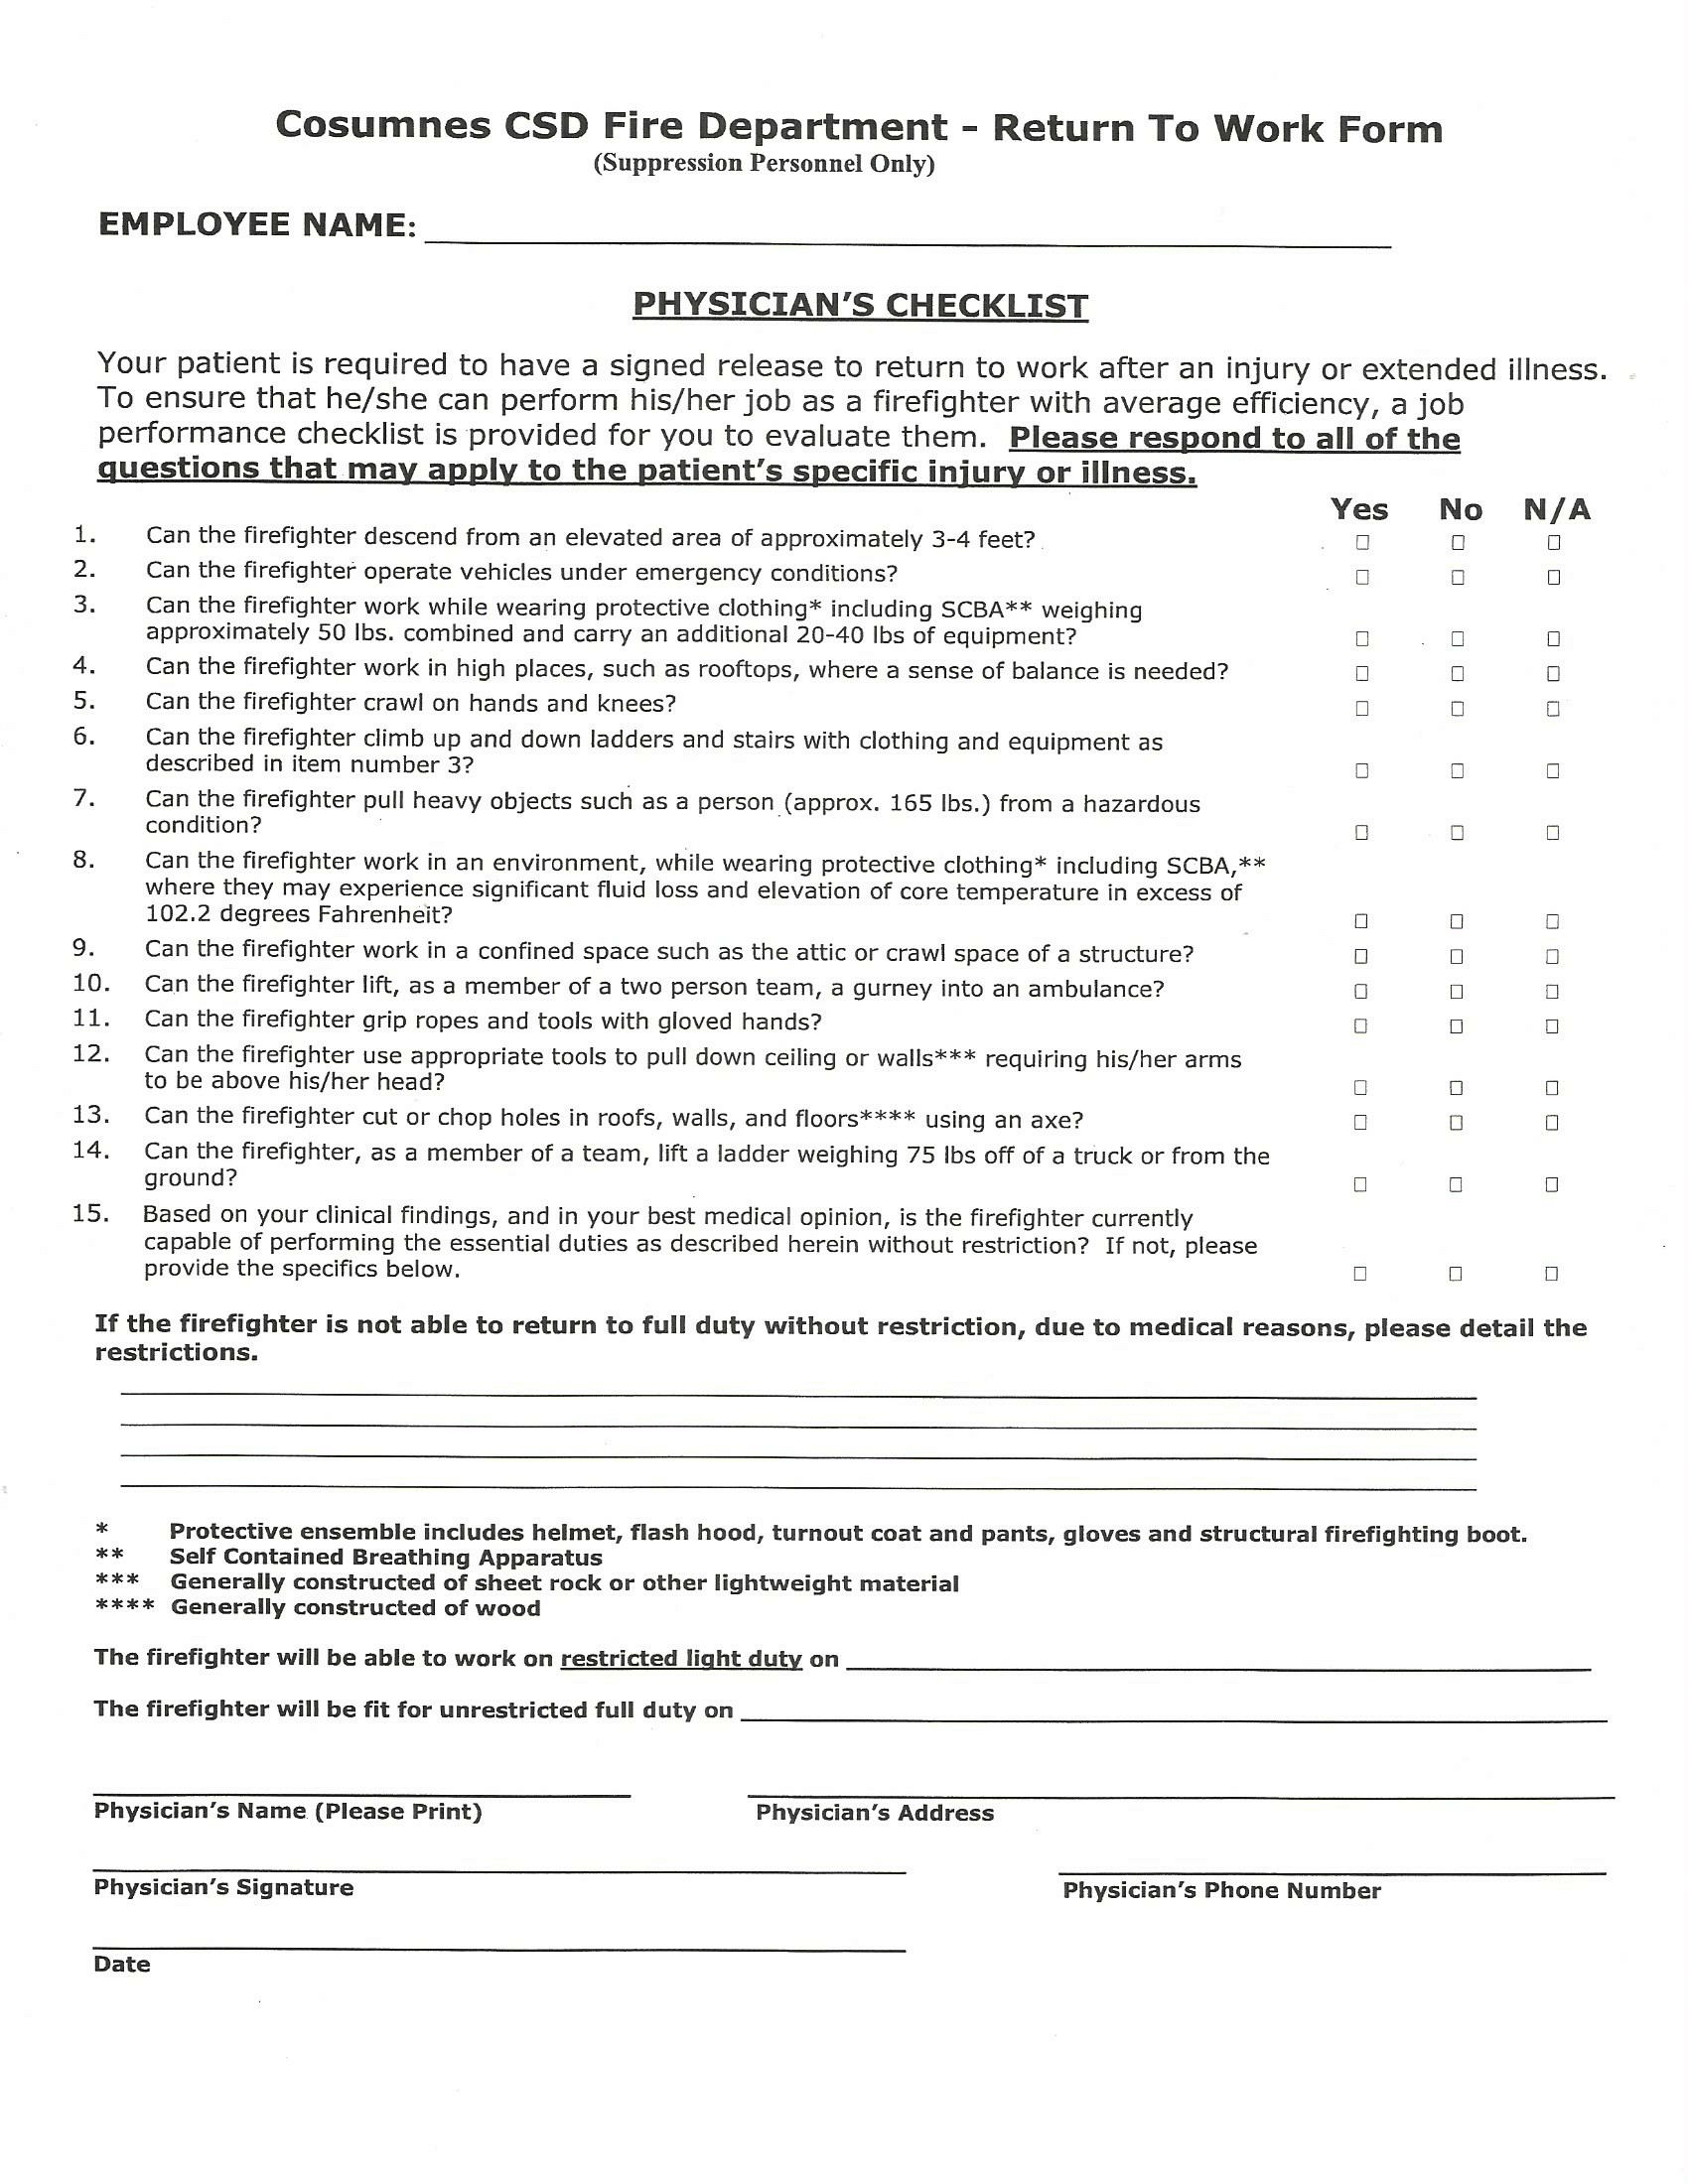 Cosumnes CSD Fire Department - Return To Work Form
(Suppression Personnel Only)
EMPLOYEE NAME:
PHYSICIAN'S CHECKLIST
Your patient is required to have a signed release to return to work after an injury or extended illness.
To ensure that he/she can perform his/her job as a firefighter with average efficiency, a job
performance checklist is provided for you to evaluate them. Please respond to all of the
questions that may apply to the patient's specific injury or illness.
Yes No N/A
1. Can the firefighter descend from an elevated area of approximately 3-4 feet?
2. Can the firefighter operate vehicles under emergency conditions?
3. Can the firefighter work while wearing protective clothing* including SCBA** weighing
approximately 50 lbs. combined and carry an additional 20-40 lbs of equipment?
4. Can the firefighter work in high places, such as rooftops, where a sense of balance is needed?
5. Can the firefighter crawl on hands and knees?
6. Can the firefighter climb up and down ladders and stairs with clothing and equipment as
described in item number 3?
7. Can the firefighter pull heavy objects such as a person (approx. 165 lbs.) from a hazardous
condition?
8. Can the firefighter work in an environment, while wearing protective clothing* including SCBA,**
where they may experience significant fluid loss and elevation of core temperature in excess of
102.2 degrees Fahrenheit?
9. Can the firefighter work in a confined space such as the attic or crawl space of a structure?
10. Can the firefighter lift, as a member of a two person team, a gurney into an ambulance?
11. Can the firefighter grip ropes and tools with gloved hands?
12. Can the firefighter use appropriate tools to pull down ceiling or walls*** requiring his/her arms
to be above his/her head?
13. Can the firefighter cut or chop holes in roofs, walls, and floors**** using an axe?
14. Can the firefighter, as a member of a team, lift a ladder weighing 75 lbs off of a truck or from the
ground?
15. Based on your clinical findings, and in your best medical opinion, is the firefighter currently
capable of performing the essential duties as described herein without restriction? If not, please
provide the specifics below.
If the firefighter is not able to return to full duty without restriction, due to medical reasons, please detail the
restrictions.
* Protective ensemble includes helmet, flash hood, turnout coat and pants, gloves and structural firefighting boot.
** Self Contained Breathing Apparatus
*** Generally constructed of sheet rock or other lightweight material
**** Generally constructed of wood
The firefighter will be able to work on restricted light duty on
The firefighter will be fit for unrestricted full duty on
Physician's Name (Please Print) Physician's Address
Physician's Signature Physician's Phone Number
Date